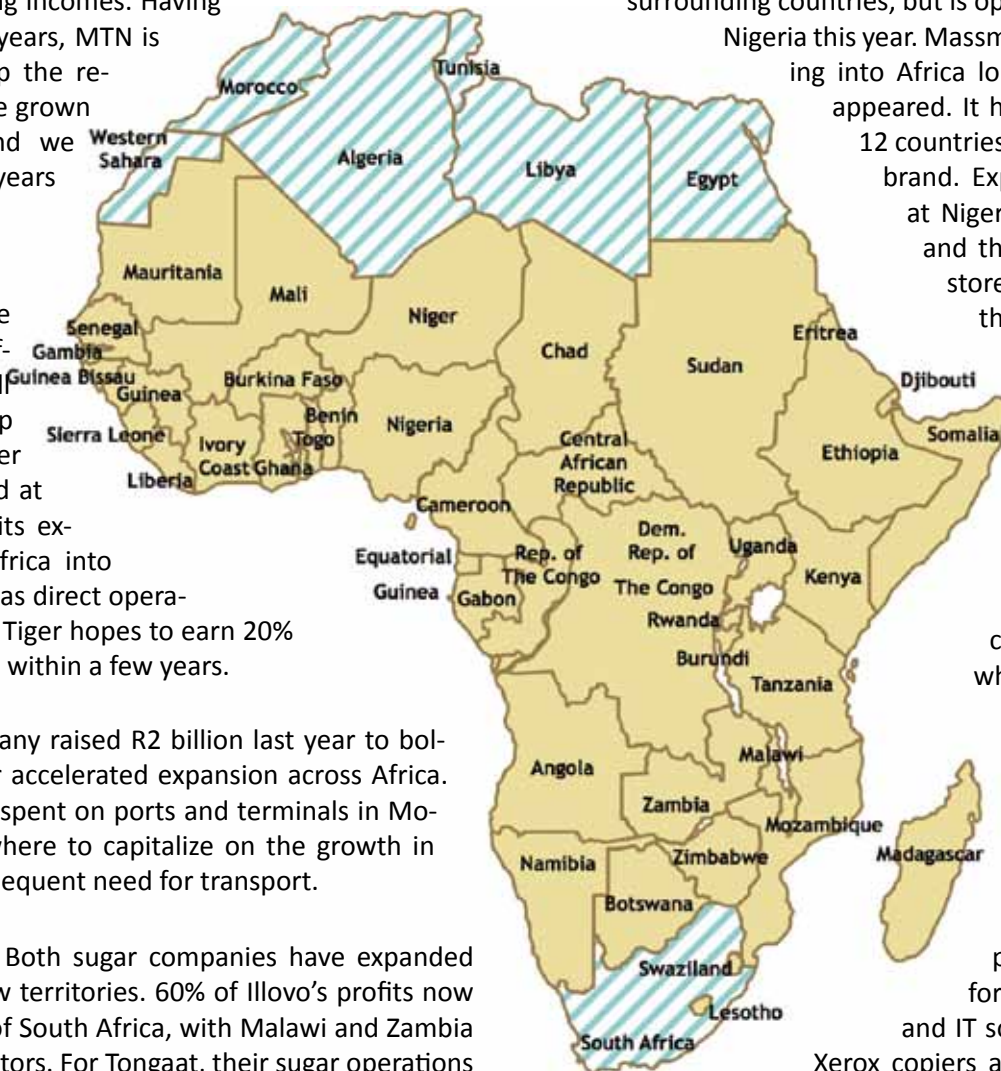 g incomes. Having
years, MTN is
p the re-
e grown
nd we
years
e
f-
ll
p
er
d at
its ex-
frica into
as direct opera-
Tiger hopes to earn 20%
within a few years.
any raised R2 billion last year to bol-
r accelerated expansion across Africa.
spent on ports and terminals in Mo-
where to capitalize on the growth in
equent need for transport.
Both sugar companies have expanded
w territories. 60% of Illovo’s profits now
of South Africa, with Malawi and Zambia
tors. For Tongaat, their sugar operations
Morocco
Tunisia
Western
Sahara
Algeria
Libya
Egypt
Mauritania
Mali
Niger
Chad
Sudan
Eritrea
Senegal
Gambia
Guinea Bissau
Guinea
Burkina Faso
Benin
Togo
Nigeria
Djibouti
Somalia
Sierra Leone
Ivory
Coast
Ghana
Liberia
Ethiopia
Central
African
Republic
Cameroon
Equatorial
Guinea
Gabon
Rep. of
The Congo
Dem.
Rep. of
The Congo
Uganda
Kenya
Rwanda
Burundi
Tanzania
Angola
Malawi
Zambia
Mozambique
Madagascar
Namibia
Zimbabwe
Botswana
Swaziland
Lesotho
South Africa
surrounding countries, but is op
Nigeria this year. Massm
ing into Africa lo
appeared. It h
12 countries
brand. Exp
at Niger
and th
store
th
c
wh
p
for
and IT so
Xerox copiers a